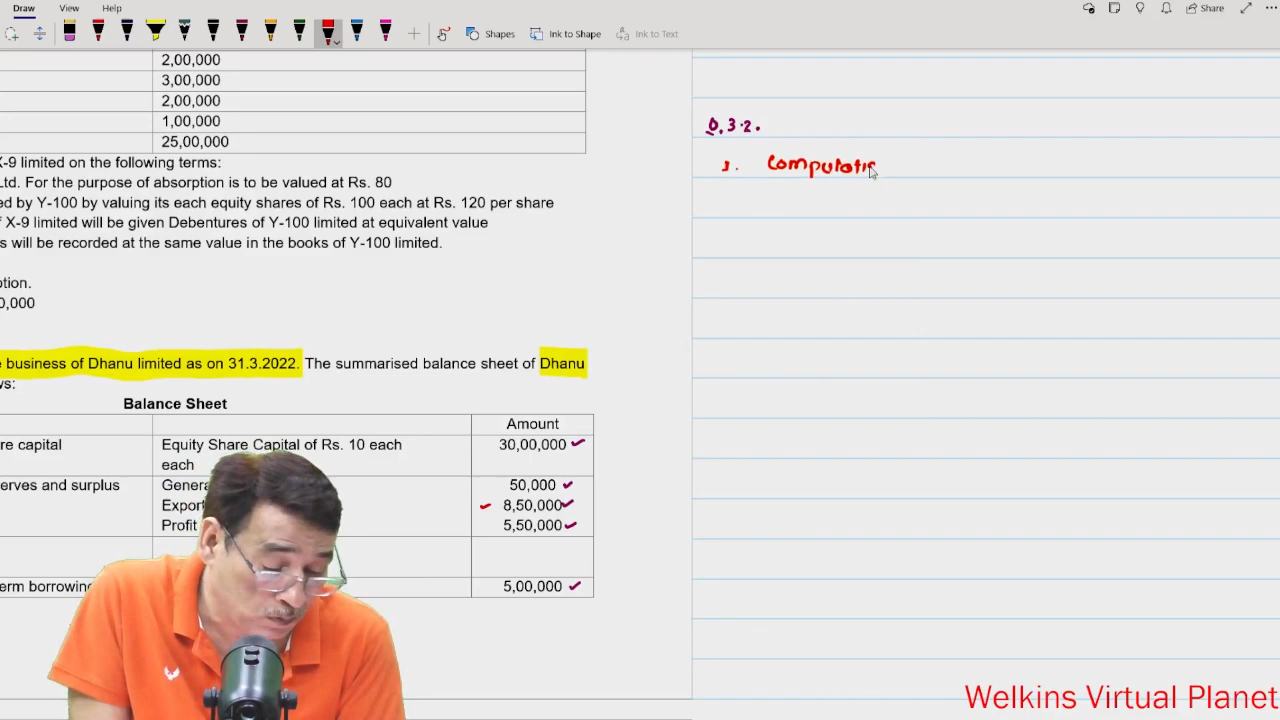 Draw View Help
Shapes Ink to Shape Ink to Text Share
2,00,000
3,00,000
2,00,000
1,00,000
25,00,000
X-9 limited on the following terms:
Ltd. For the purpose of absorption is to be valued at Rs. 80
ed by Y-100 by valuing its each equity shares of Rs. 100 each at Rs. 120 per share
f X-9 limited will be given Debentures of Y-100 limited at equivalent value
s will be recorded at the same value in the books of Y-100 limited.
ption.
0,000
e business of Dhanu limited as on 31.3.2022. The summarised balance sheet of Dhanu
ws:
Balance Sheet
Amount
re capital Equity Share Capital of Rs. 10 each 30,00,000
each
erves and surplus Genera 50,000
Export 8,50,000
Profit 5,50,000
erm borrowing 5,00,000
Q.3.2.
1. Computatio
Welkins Virtual Planet